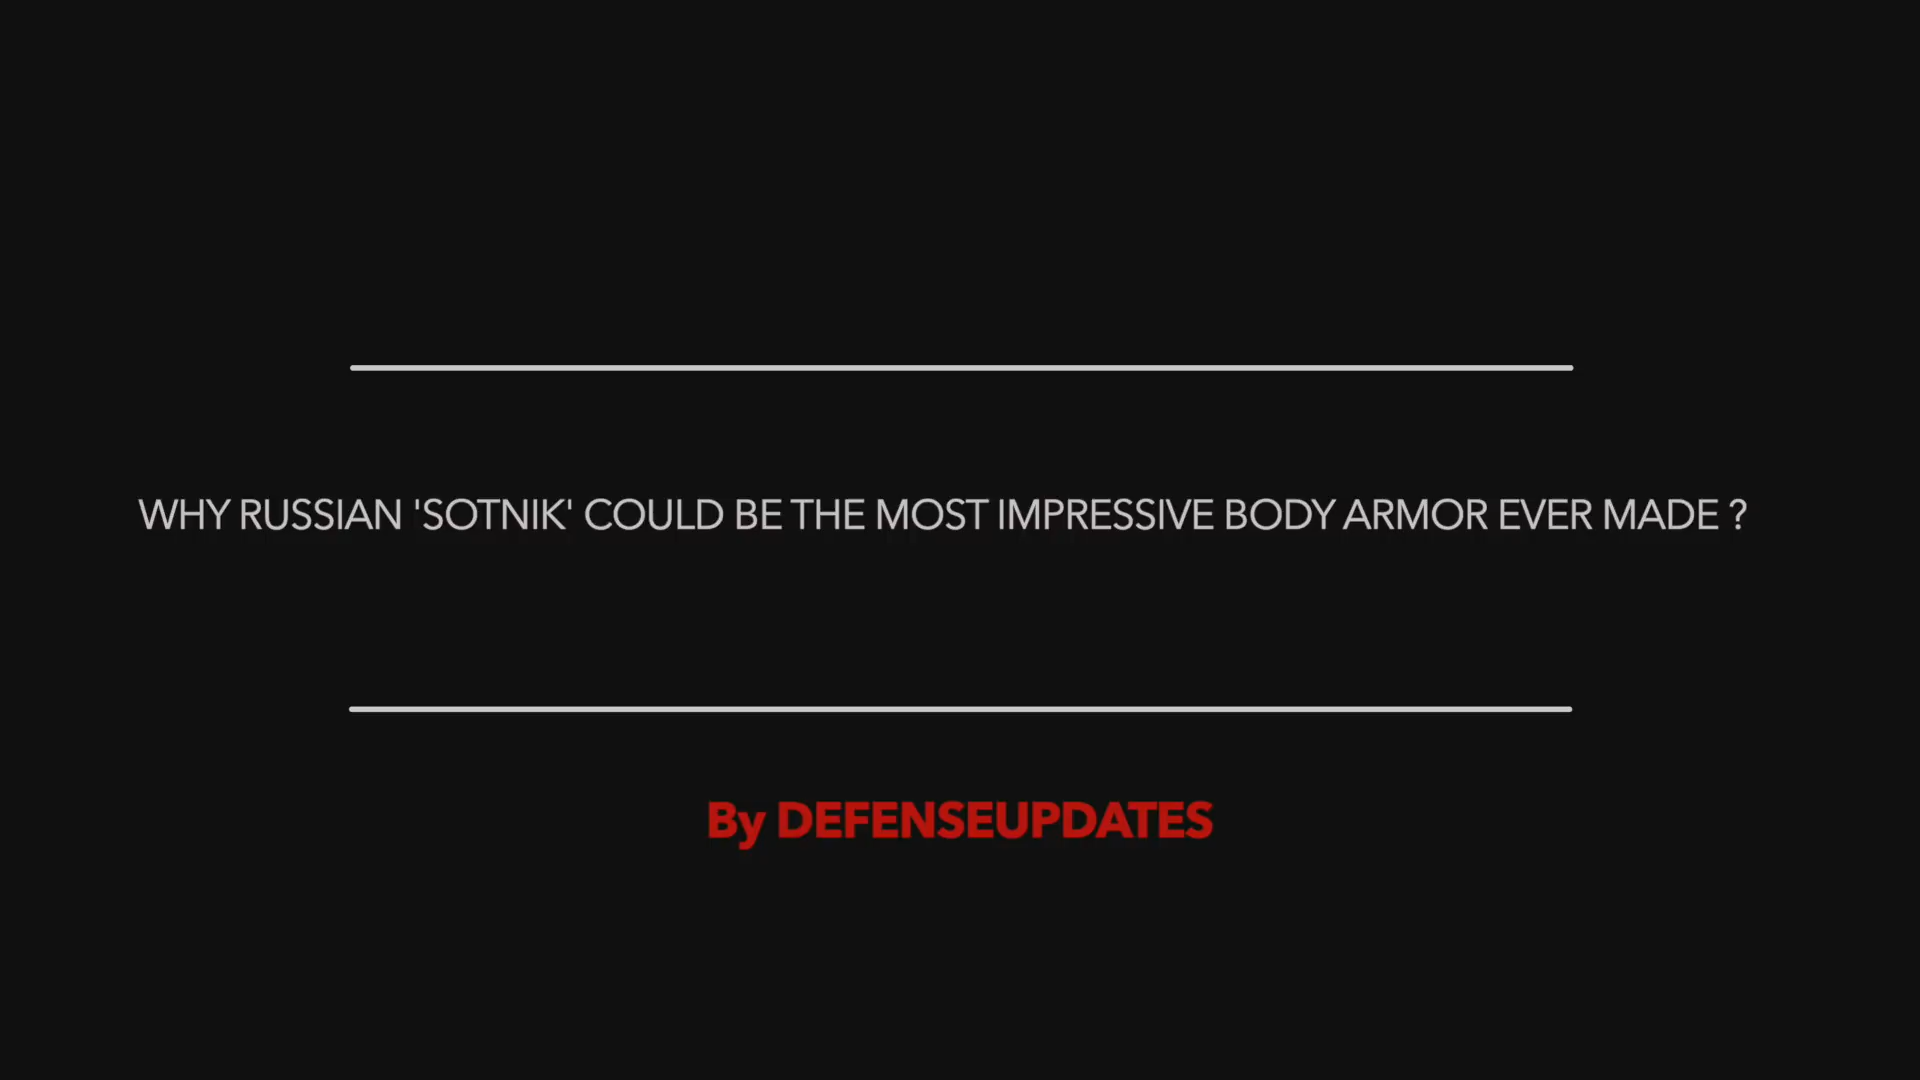 WHY RUSSIAN 'SOTNIK' COULD BE THE MOST IMPRESSIVE BODY ARMOR EVER MADE ?
By DEFENSEUPDATES